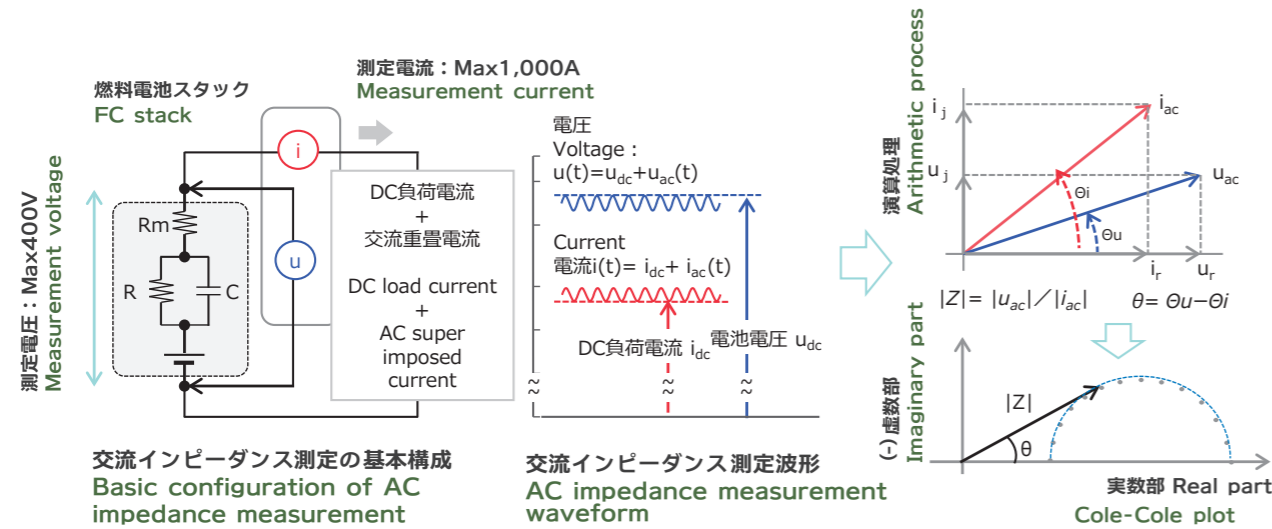 燃料電池スタック
FC stack
測定電流：Max1,000A
Measurement current
測定電圧：Max400V
Measurement voltage
i
u
Rm
R
C
DC負荷電流
+
交流重畳電流
DC load current
+
AC super
imposed
current
交流インピーダンス測定の基本構成
Basic configuration of AC
impedance measurement
電圧
Voltage :
u(t)=udc+uac(t)
Current
電流i(t)= idc+ iac(t)
DC負荷電流 idc
電池電圧 udc
≈
≈
≈
≈
交流インピーダンス測定波形
AC impedance measurement
waveform
演算処理
Arithmetic process
ij
iac
uj
uac
Θi
Θu
ir
ur
|Z|= |uac|／|iac|
θ= Θu−Θi
(-)虚数部
Imaginary part
|Z|
θ
実数部 Real part
Cole-Cole plot